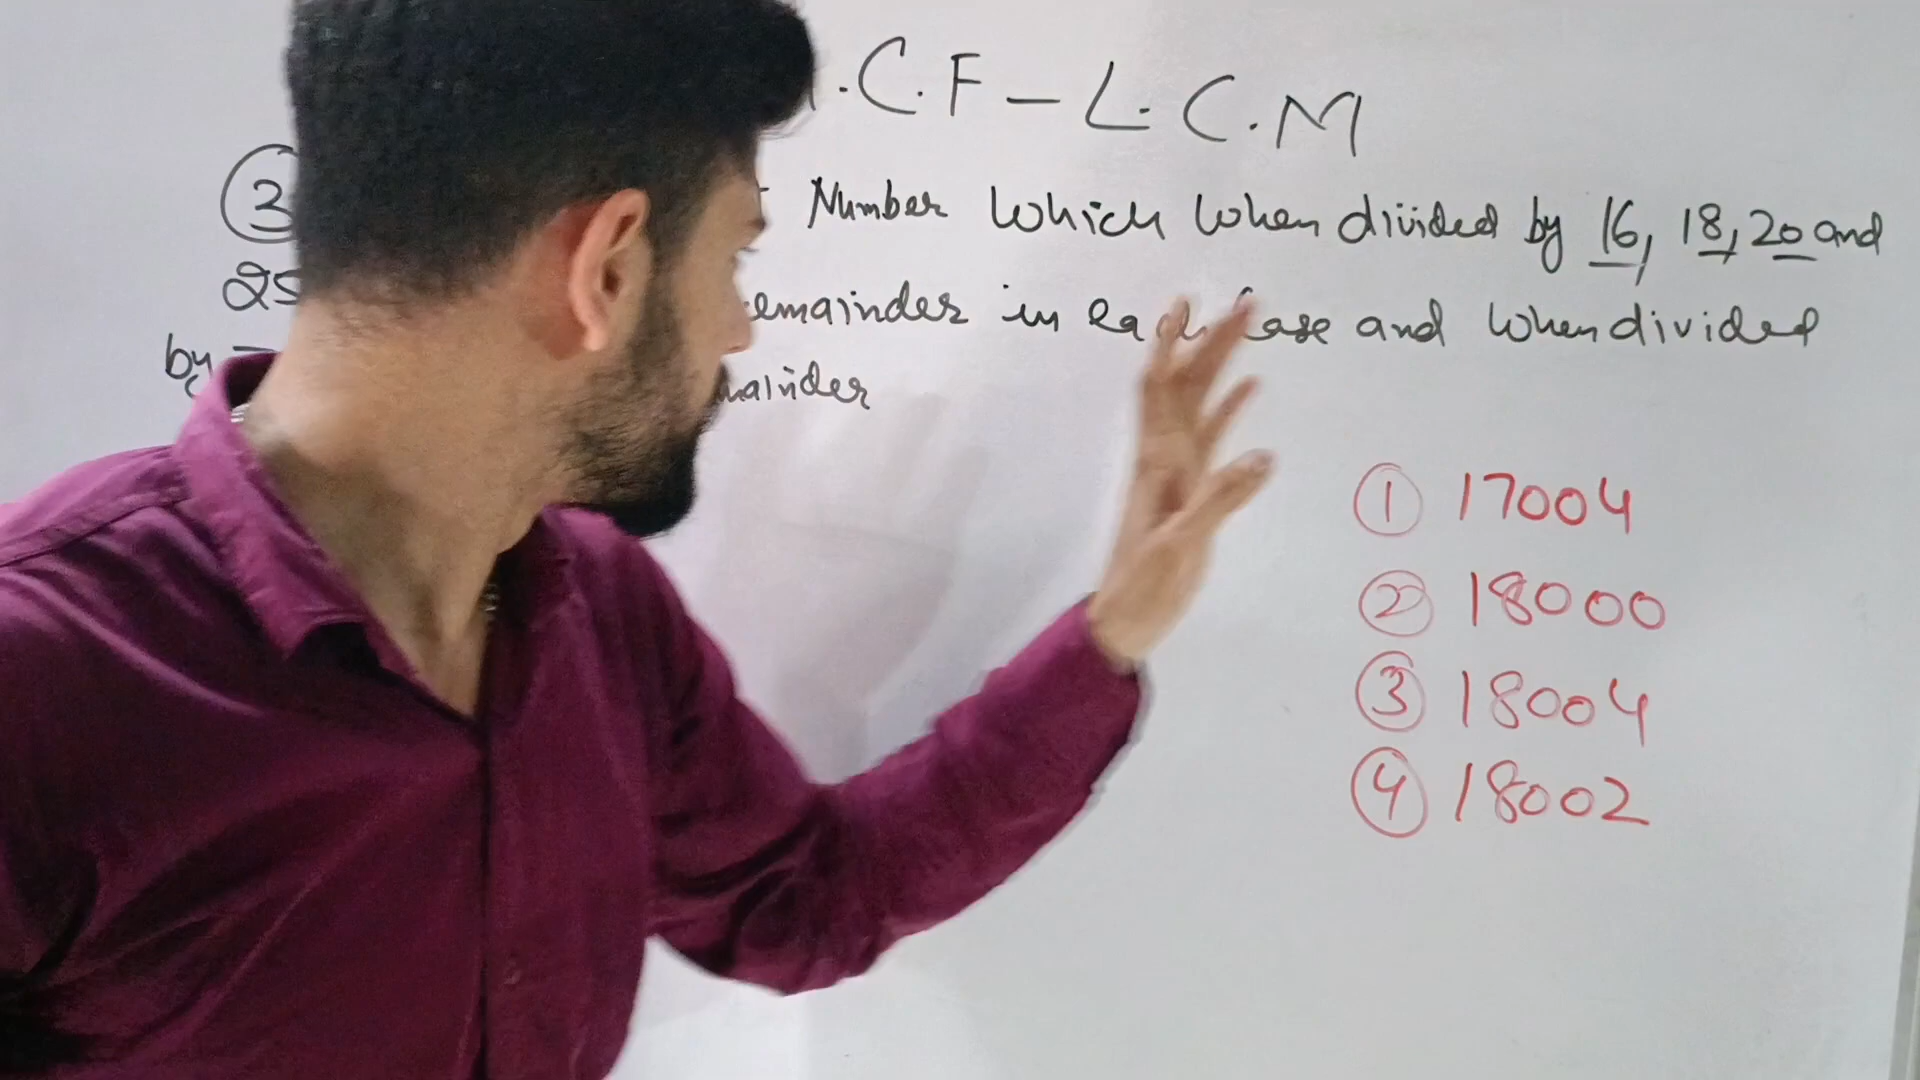 .C.F - L.C.M
③ Number which when divided by 16, 18, 20 and
25 emainder in each case and when divided
by mainder
① 17004
② 18000
③ 18004
④ 18002